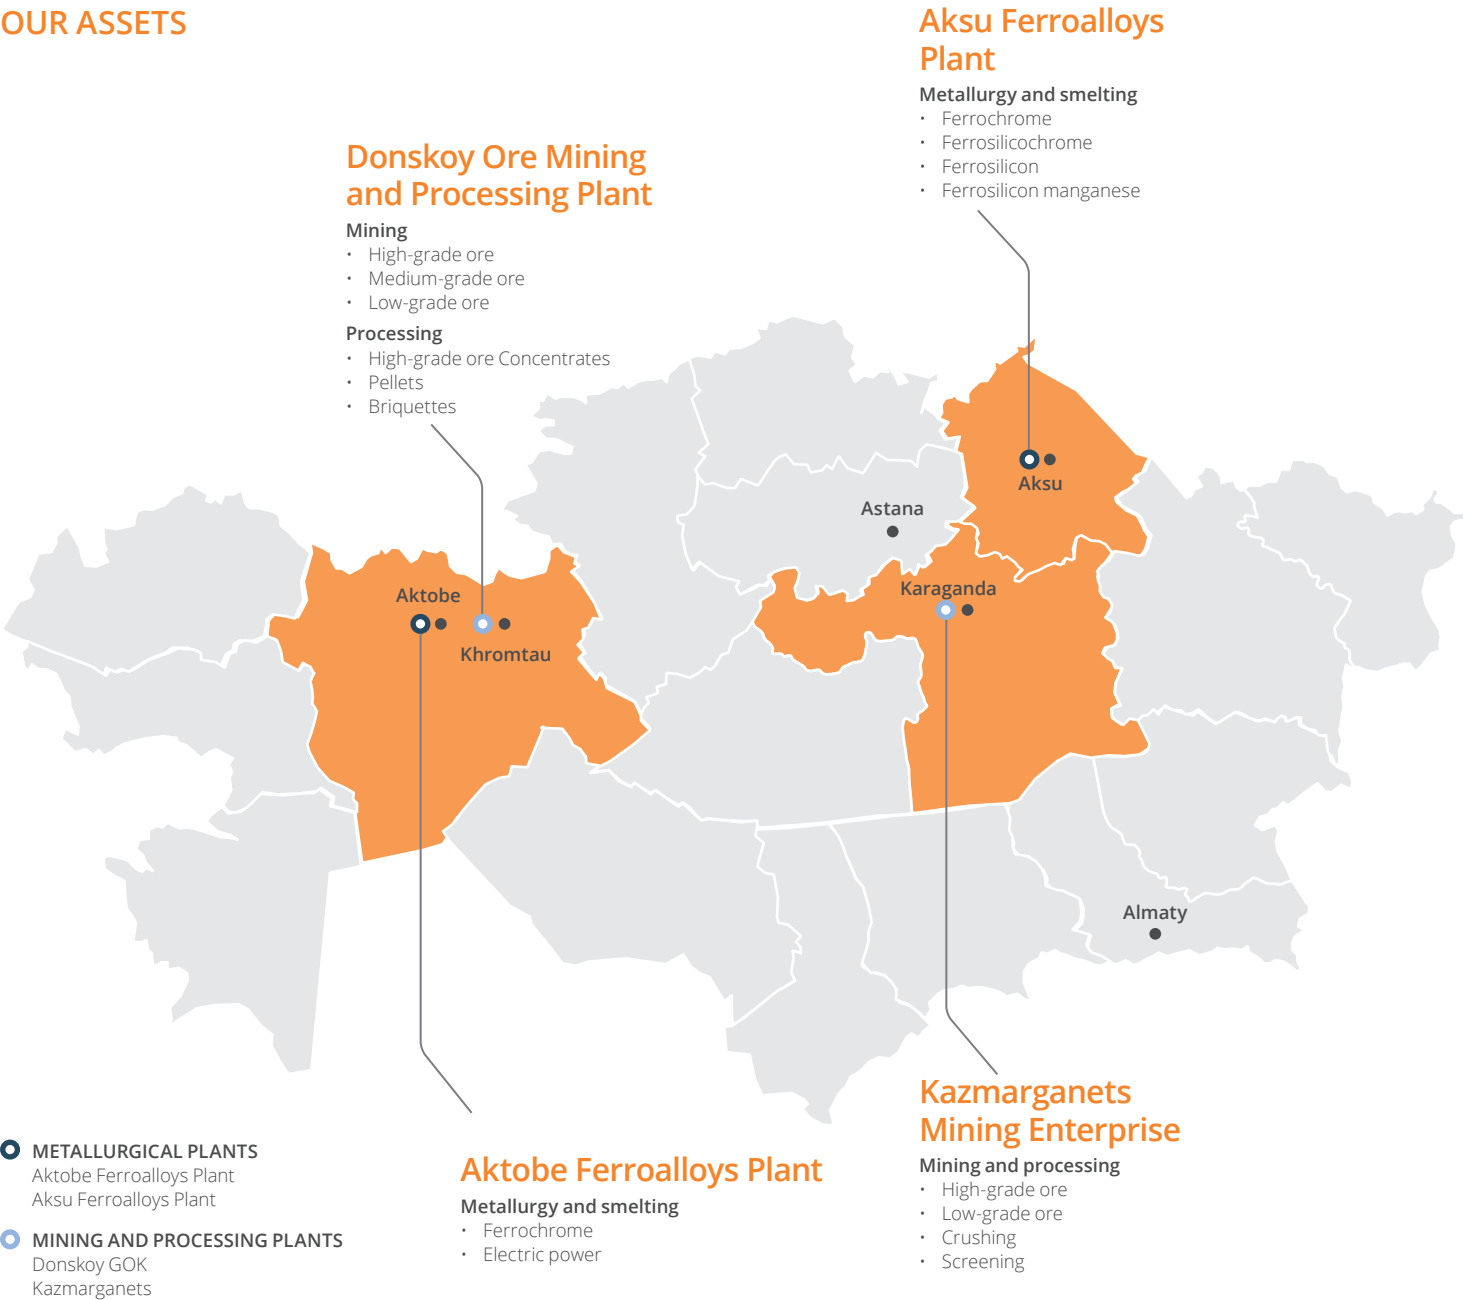 OUR ASSETS
Aksu Ferroalloys
Plant
Metallurgy and smelting
• Ferrochrome
• Ferrosilicochrome
• Ferrosilicon
• Ferrosilicon manganese
Donskoy Ore Mining
and Processing Plant
Mining
• High-grade ore
• Medium-grade ore
• Low-grade ore
Processing
• High-grade ore Concentrates
• Pellets
• Briquettes
Aksu
Astana
Karaganda
Aktobe
Khromtau
Almaty
Kazmarganets
Mining Enterprise
Mining and processing
• High-grade ore
• Low-grade ore
• Crushing
• Screening
Aktobe Ferroalloys Plant
Metallurgy and smelting
• Ferrochrome
• Electric power
METALLURGICAL PLANTS
Aktobe Ferroalloys Plant
Aksu Ferroalloys Plant
MINING AND PROCESSING PLANTS
Donskoy GOK
Kazmarganets